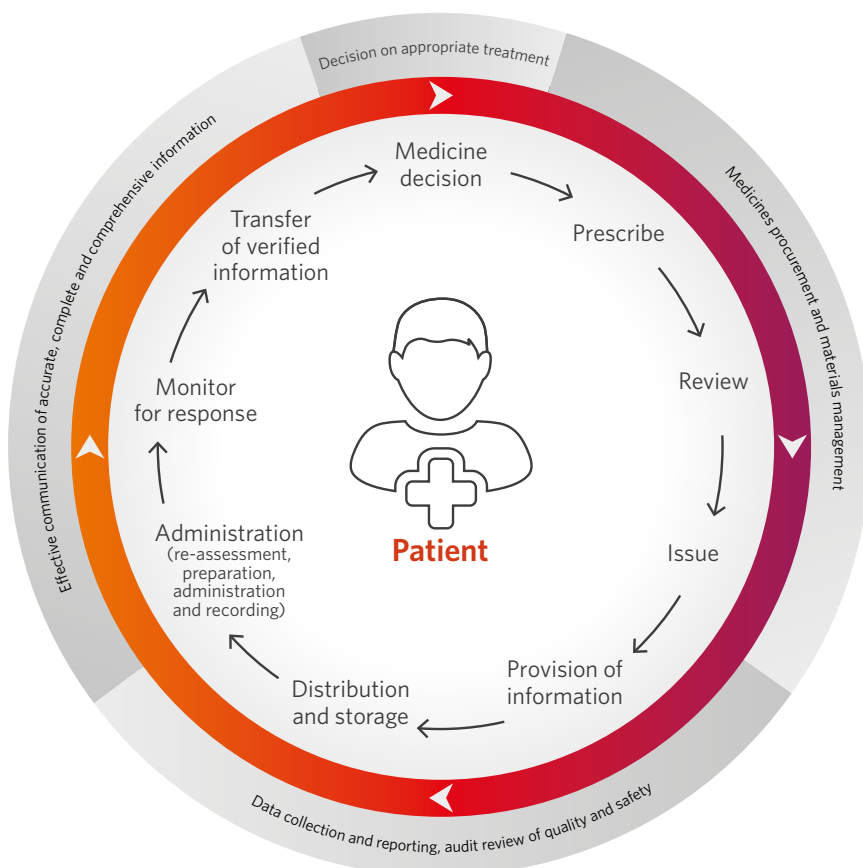 Decision on appropriate treatment
Medicines procurement and materials management
Data collection and reporting, audit review of quality and safety
Effective communication of accurate, complete and comprehensive information
Medicine
decision
Prescribe
Review
Issue
Provision of
information
Distribution
and storage
Administration
(re-assessment,
preparation,
administration
and recording)
Monitor
for response
Transfer
of verified
information
Patient